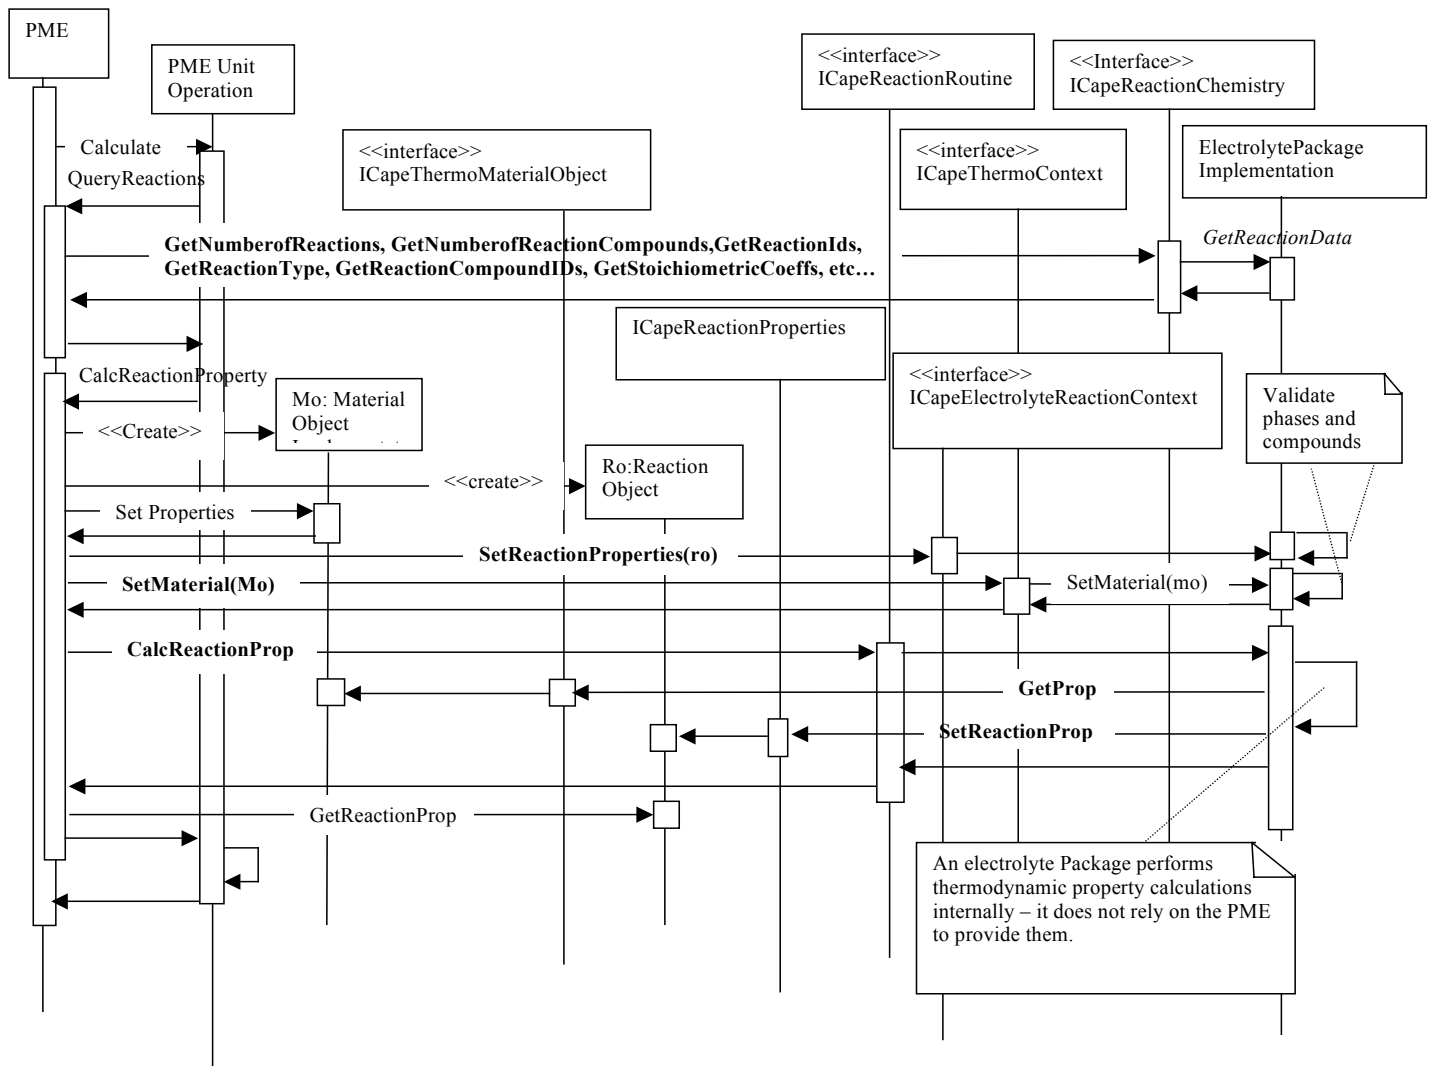 PME
PME Unit
Operation
<<interface>>
ICapeReactionRoutine
<<Interface>>
ICapeReactionChemistry
<<interface>>
ICapeThermoMaterialObject
<<interface>>
ICapeThermoContext
ElectrolytePackage
Implementation
Calculate
QueryReactions
GetNumberofReactions, GetNumberofReactionCompounds,GetReactionIds,
GetReactionType, GetReactionCompoundIDs, GetStoichiometricCoeffs, etc…
GetReactionData
ICapeReactionProperties
<<interface>>
ICapeElectrolyteReactionContext
Validate
phases and
compounds
CalcReactionProperty
Mo: Material
Object
<<Create>>
<<create>>
Ro:Reaction
Object
Set Properties
SetReactionProperties(ro)
SetMaterial(Mo)
SetMaterial(mo)
CalcReactionProp
GetProp
SetReactionProp
GetReactionProp
An electrolyte Package performs
thermodynamic property calculations
internally – it does not rely on the PME
to provide them.